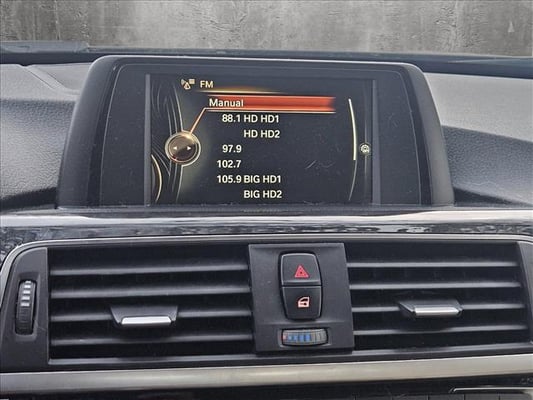 FM
Manual
88.1 HD HD1
HD HD2
97.9
102.7
105.9 BIG HD1
BIG HD2